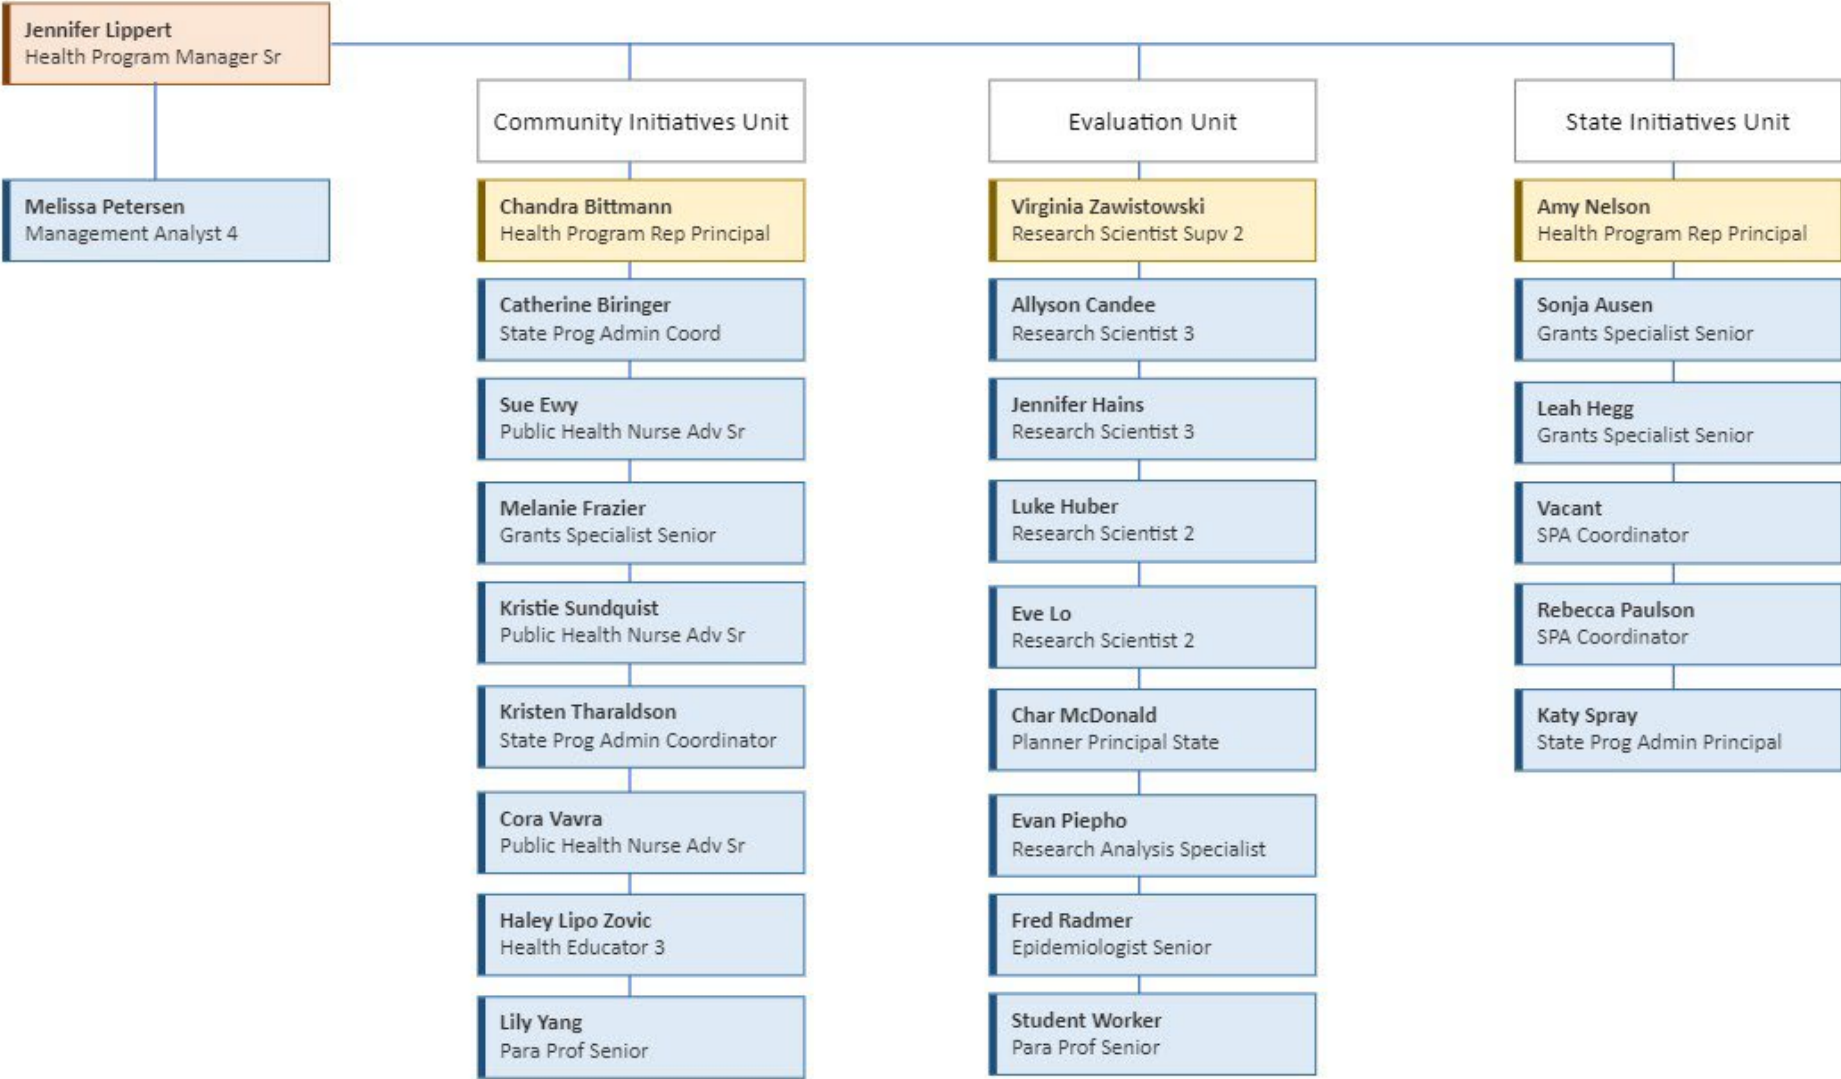 Jennifer Lippert
Health Program Manager Sr
Melissa Petersen
Management Analyst 4
Community Initiatives Unit
Chandra Bittmann
Health Program Rep Principal
Catherine Biringer
State Prog Admin Coord
Sue Ewy
Public Health Nurse Adv Sr
Melanie Frazier
Grants Specialist Senior
Kristie Sundquist
Public Health Nurse Adv Sr
Kristen Tharaldson
State Prog Admin Coordinator
Cora Vavra
Public Health Nurse Adv Sr
Haley Lipo Zovic
Health Educator 3
Lily Yang
Para Prof Senior
Evaluation Unit
Virginia Zawistowski
Research Scientist Supv 2
Allyson Candee
Research Scientist 3
Jennifer Hains
Research Scientist 3
Luke Huber
Research Scientist 2
Eve Lo
Research Scientist 2
Char McDonald
Planner Principal State
Evan Piepho
Research Analysis Specialist
Fred Radmer
Epidemiologist Senior
Student Worker
Para Prof Senior
State Initiatives Unit
Amy Nelson
Health Program Rep Principal
Sonja Ausen
Grants Specialist Senior
Leah Hegg
Grants Specialist Senior
Vacant
SPA Coordinator
Rebecca Paulson
SPA Coordinator
Katy Spray
State Prog Admin Principal